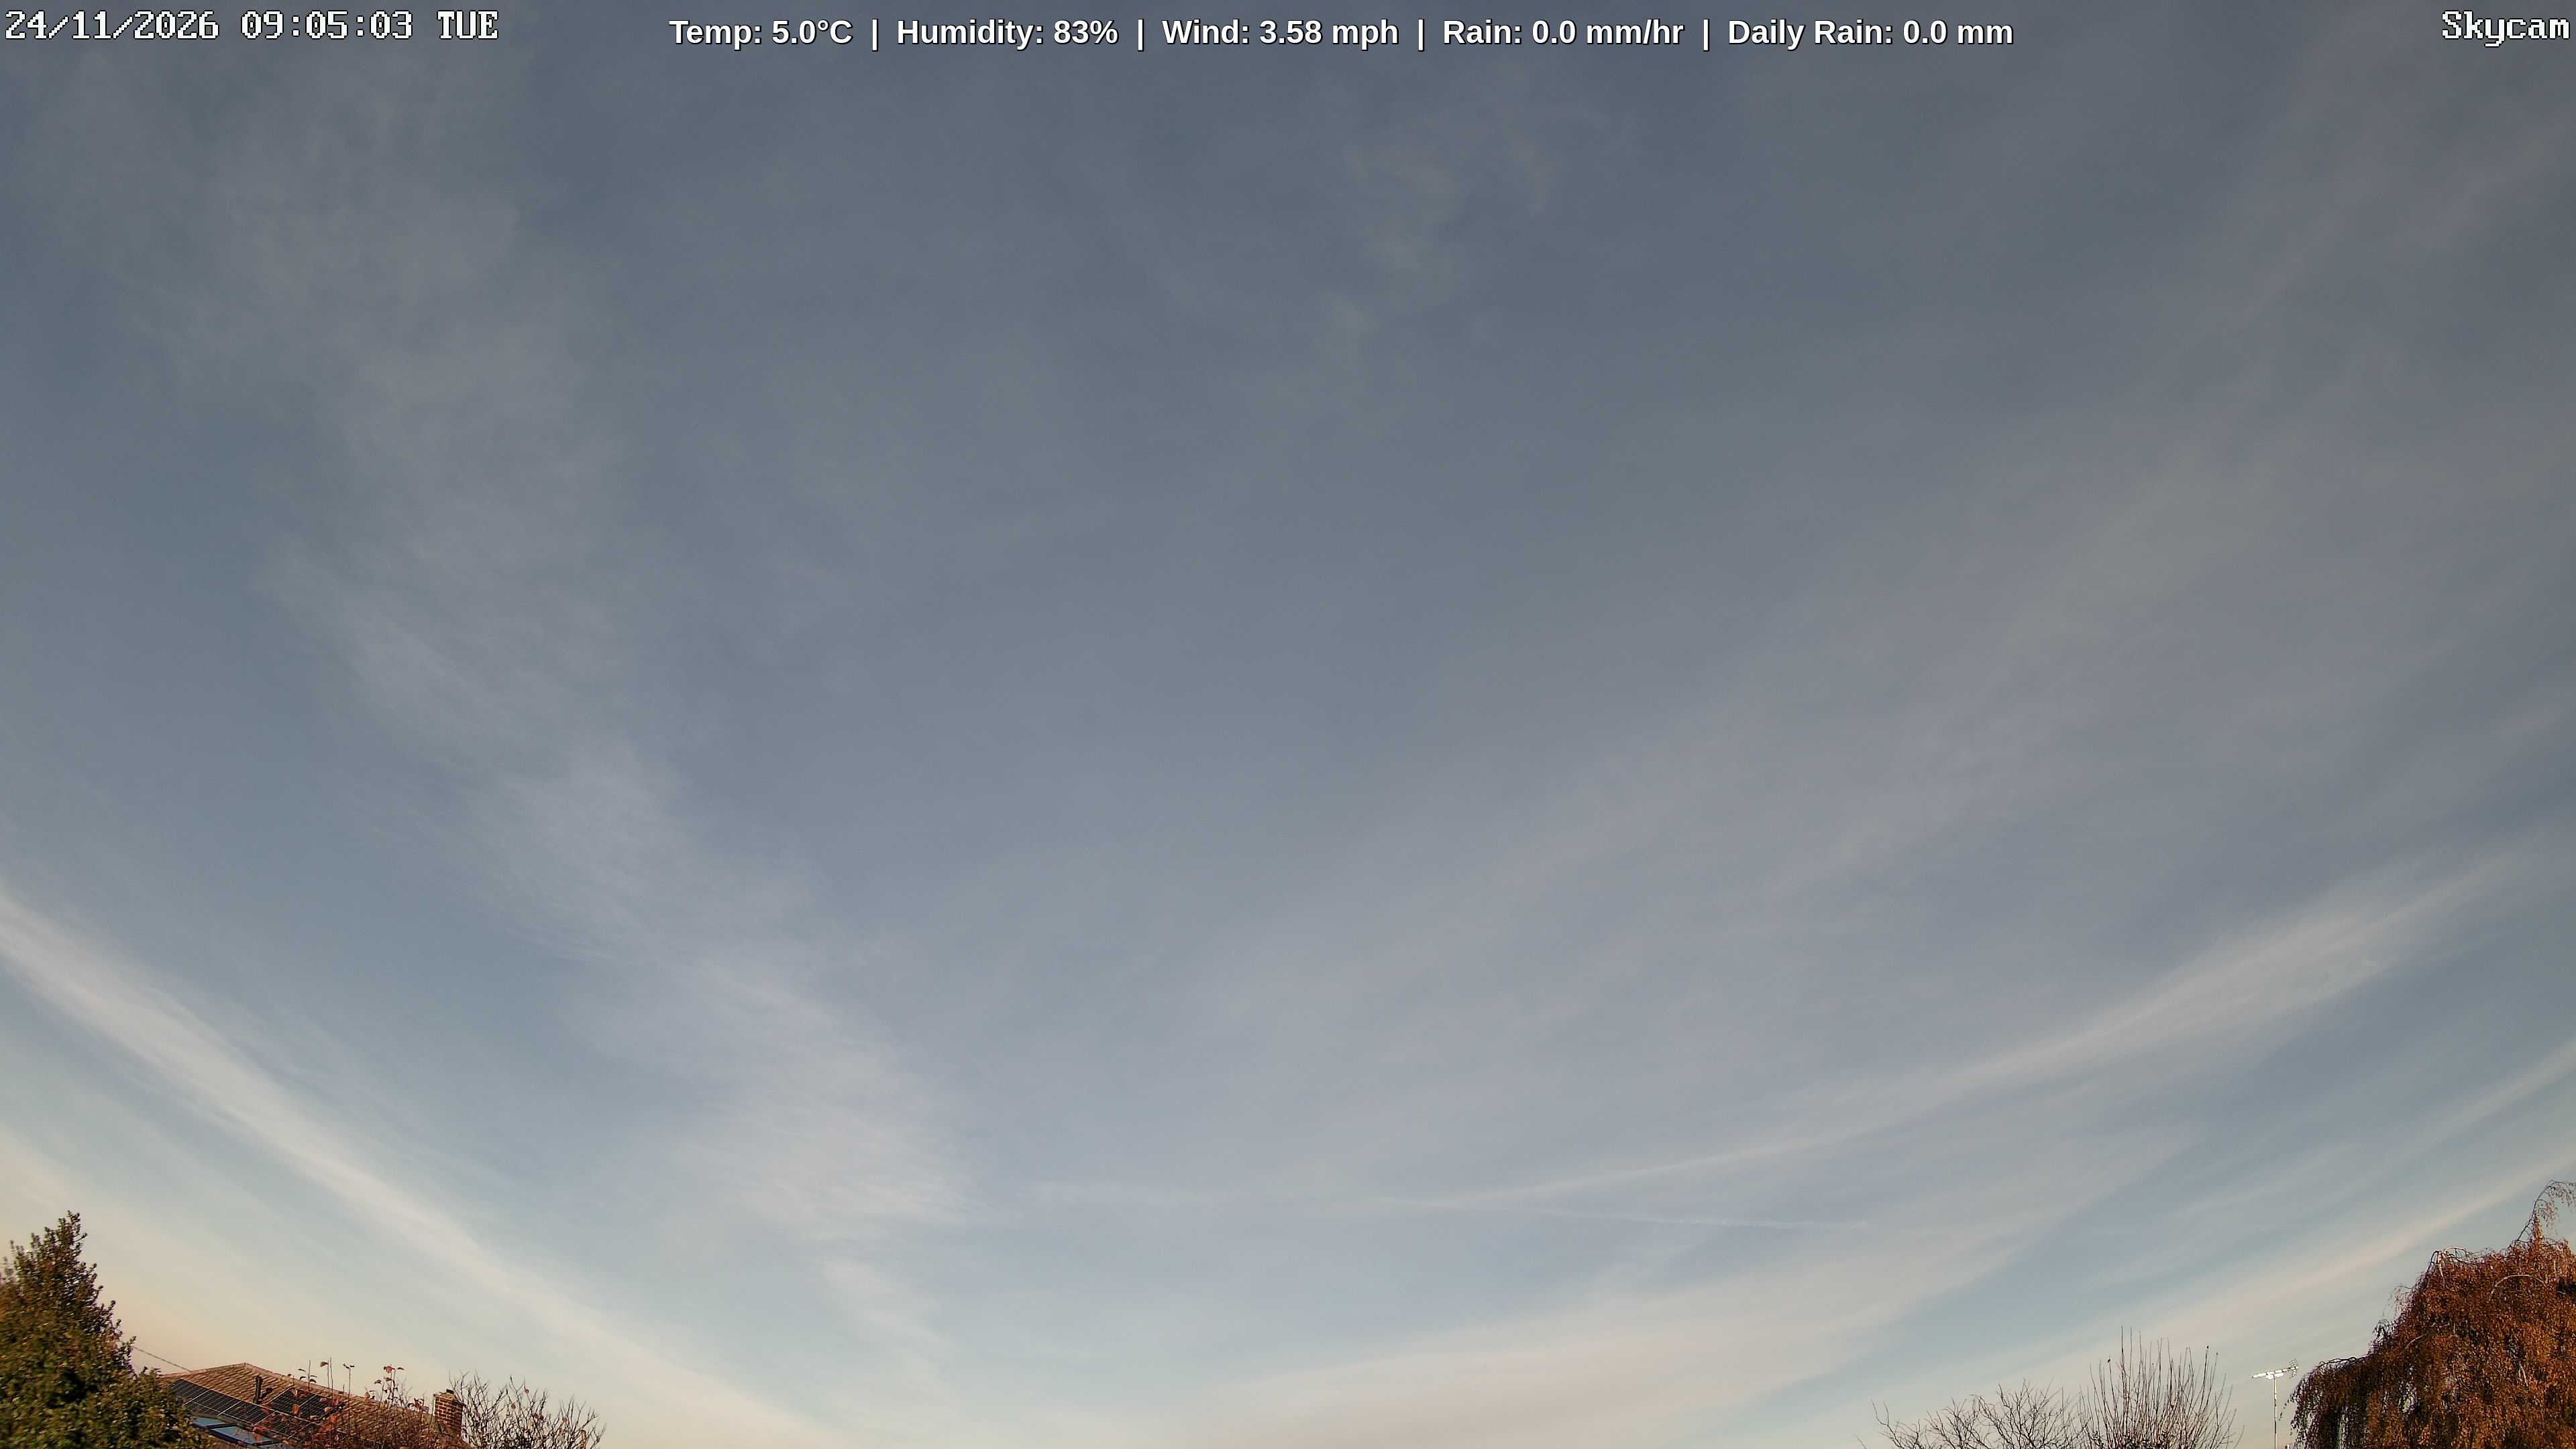 24/11/2026 09:05:03 TUE
Temp: 5.0°C | Humidity: 83% | Wind: 3.58 mph | Rain: 0.0 mm/hr | Daily Rain: 0.0 mm
Skycam